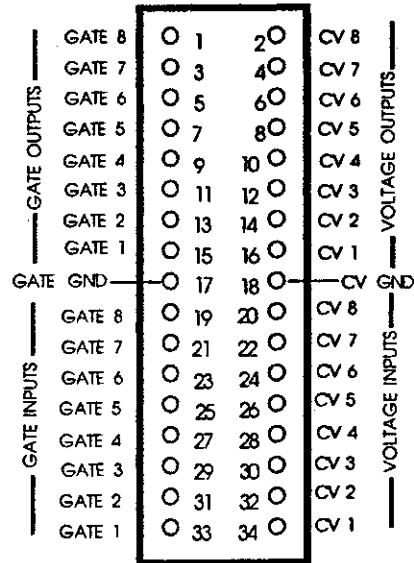 GATE 8 1 2 CV 8
GATE 7 3 4 CV 7
GATE 6 5 6 CV 6
GATE 5 7 8 CV 5
GATE 4 9 10 CV 4
GATE 3 11 12 CV 3
GATE 2 13 14 CV 2
GATE 1 15 16 CV 1
GATE GND 17 18 CV GND
GATE 8 19 20 CV 8
GATE 7 21 22 CV 7
GATE 6 23 24 CV 6
GATE 5 25 26 CV 5
GATE 4 27 28 CV 4
GATE 3 29 30 CV 3
GATE 2 31 32 CV 2
GATE 1 33 34 CV 1
GATE OUTPUTS
GATE INPUTS
VOLTAGE OUTPUTS
VOLTAGE INPUTS